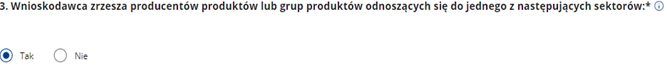 3. Wnioskodawca zrzesza producentów produktów lub grup produktów odnoszących się do jednego z następujących sektorów:*
Tak Nie